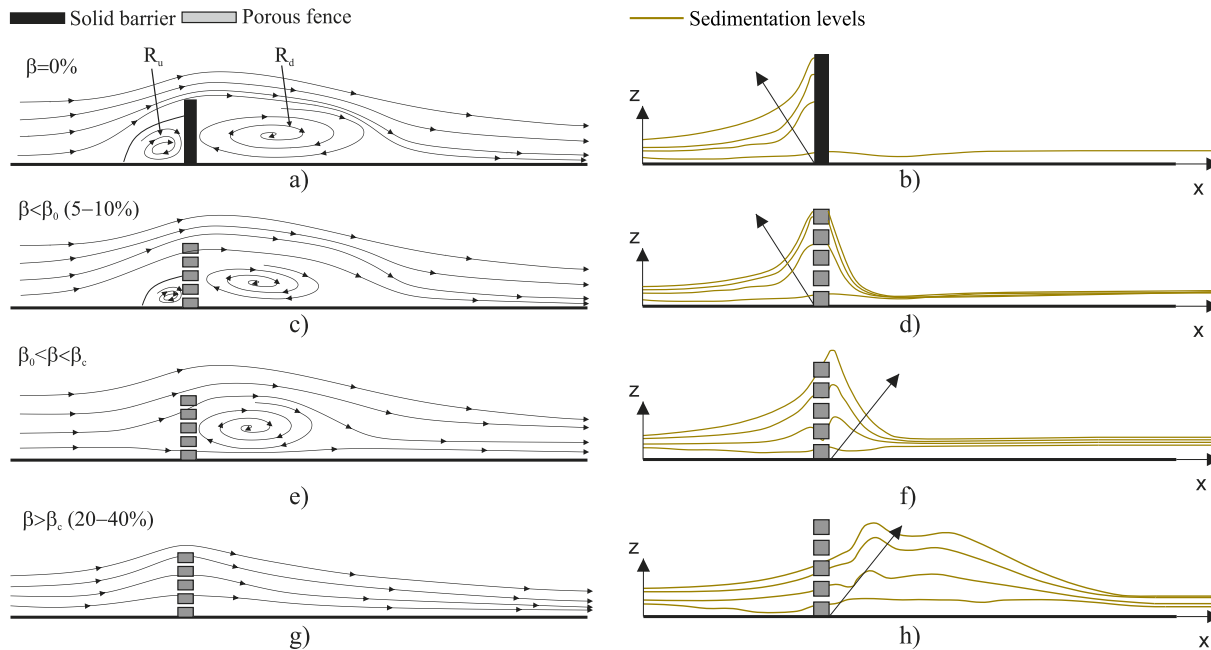 Solid barrier Porous fence
Sedimentation levels
β=0%
R_u
R_d
a)
z
x
b)
β<β_0 (5–10%)
c)
z
x
d)
β_0<β<β_c
e)
z
x
f)
β>β_c (20–40%)
g)
z
x
h)